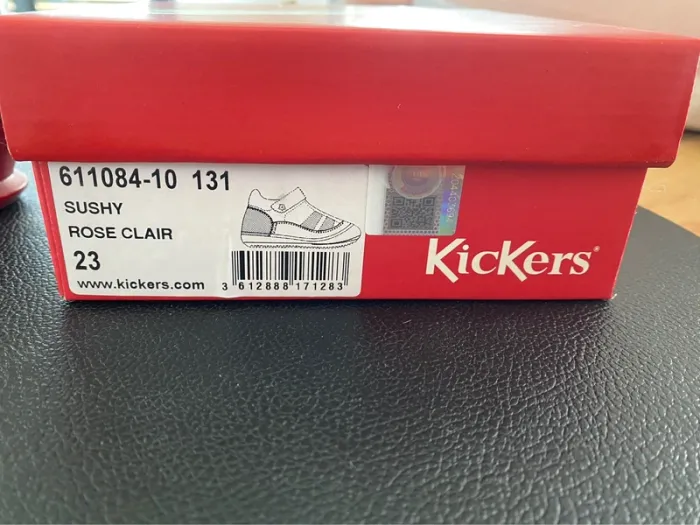 611084-10 131
SUSHY
ROSE CLAIR
23
www.kickers.com
3 612888 171283
KicKers®